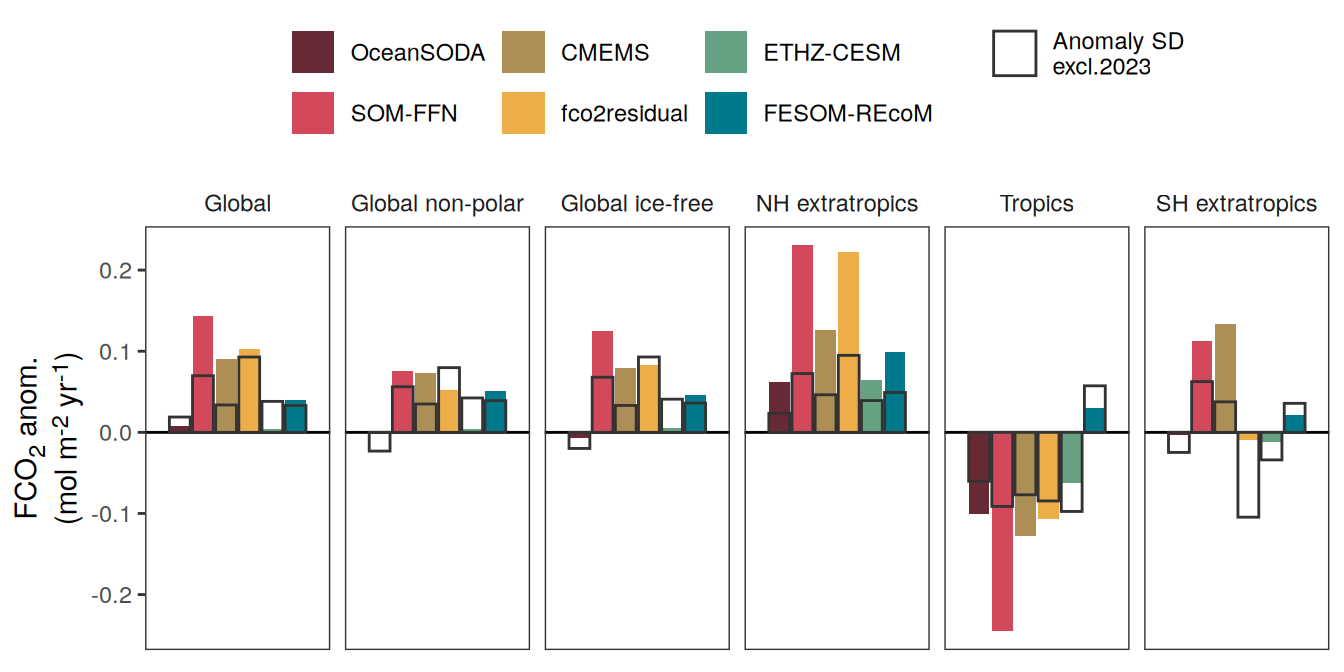 OceanSODA CMEMS ETHZ-CESM Anomaly SD
excl.2023
SOM-FFN fco2residual FESOM-REcoM
Global Global non-polar Global ice-free NH extratropics Tropics SH extratropics
FCO₂ anom.
(mol m⁻² yr⁻¹)
0.2
0.1
0.0
-0.1
-0.2